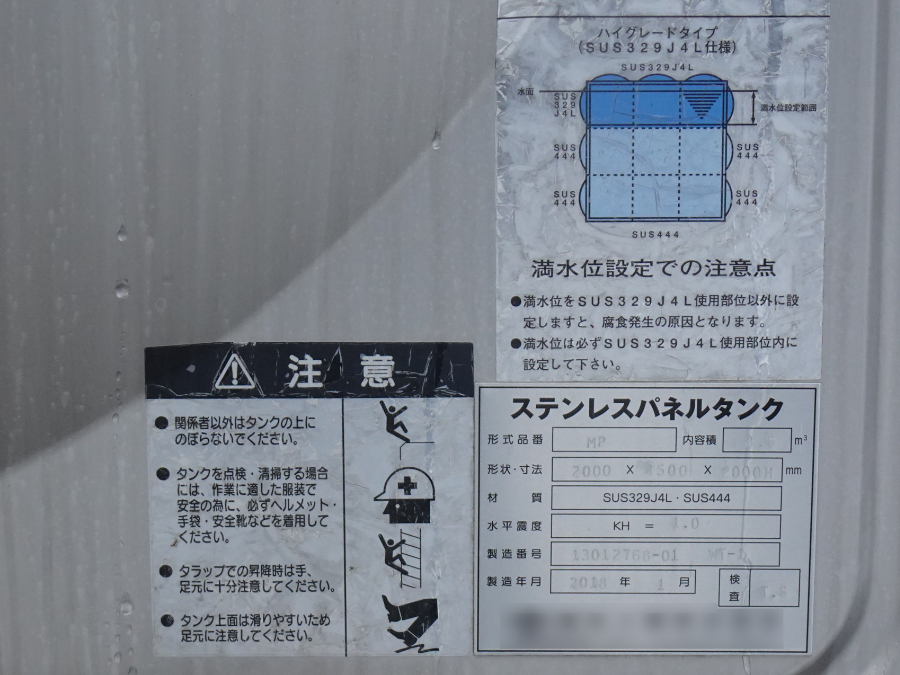 ハイグレードタイプ
(SUS329J4L仕様)
SUS329J4L
水面
SUS
329
J4L
満水位設定範囲
SUS
444
SUS
444
SUS
444
SUS
444
SUS444
満水位設定での注意点
●満水位をSUS329J4L使用部位以外に設
定しますと、腐食発生の原因となります。
●満水位は必ずSUS329J4L使用部位内に
設定して下さい。
注意
●関係者以外はタンクの上に
のぼらないでください。
●タンクを点検・清掃する場合
には、作業に適した服装で
安全の為に、必ずヘルメット・
手袋・安全靴などを着用して
ください。
●タラップでの昇降時は手、
足元に十分注意してください。
●タンク上面は滑りやすいため
足元に注意してください。
ステンレスパネルタンク
形式品番 MP 内容積 m³
形状・寸法 2000 X 1500 X 2000H mm
材質 SUS329J4L・SUS444
水平震度 KH = 1.0
製造番号 13012768-01
製造年月 2018 年 1 月 検査